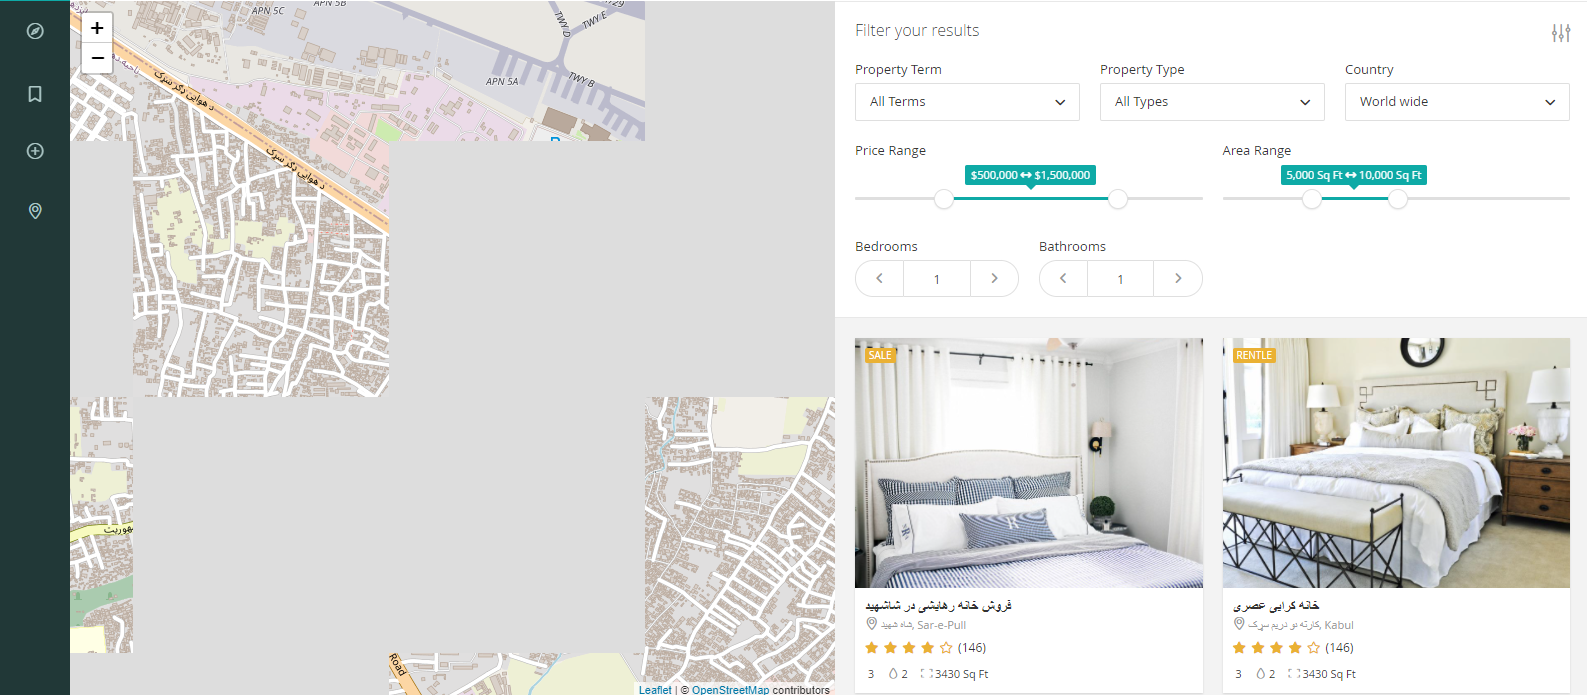 APN 5C
APN 5B
TWY D
TWY E
APN 5A
TWY B
+
−
د هوایی ډگر سړک
د هوایی ډگر سړک
Road
Leaflet | © OpenStreetMap contributors
Filter your results
Property Term
Property Type
Country
All Terms
All Types
World wide
Price Range
Area Range
$500,000 ↔ $1,500,000
5,000 Sq Ft ↔ 10,000 Sq Ft
Bedrooms
Bathrooms
1
1
SALE
RENTLE
فروش خانه رهایشی در شاشهید
شاه شهید, Sar-e-Pull
(146)
3 2 3430 Sq Ft
خانه کرایی عصری
کارته نو دریم سړک, Kabul
(146)
3 2 3430 Sq Ft